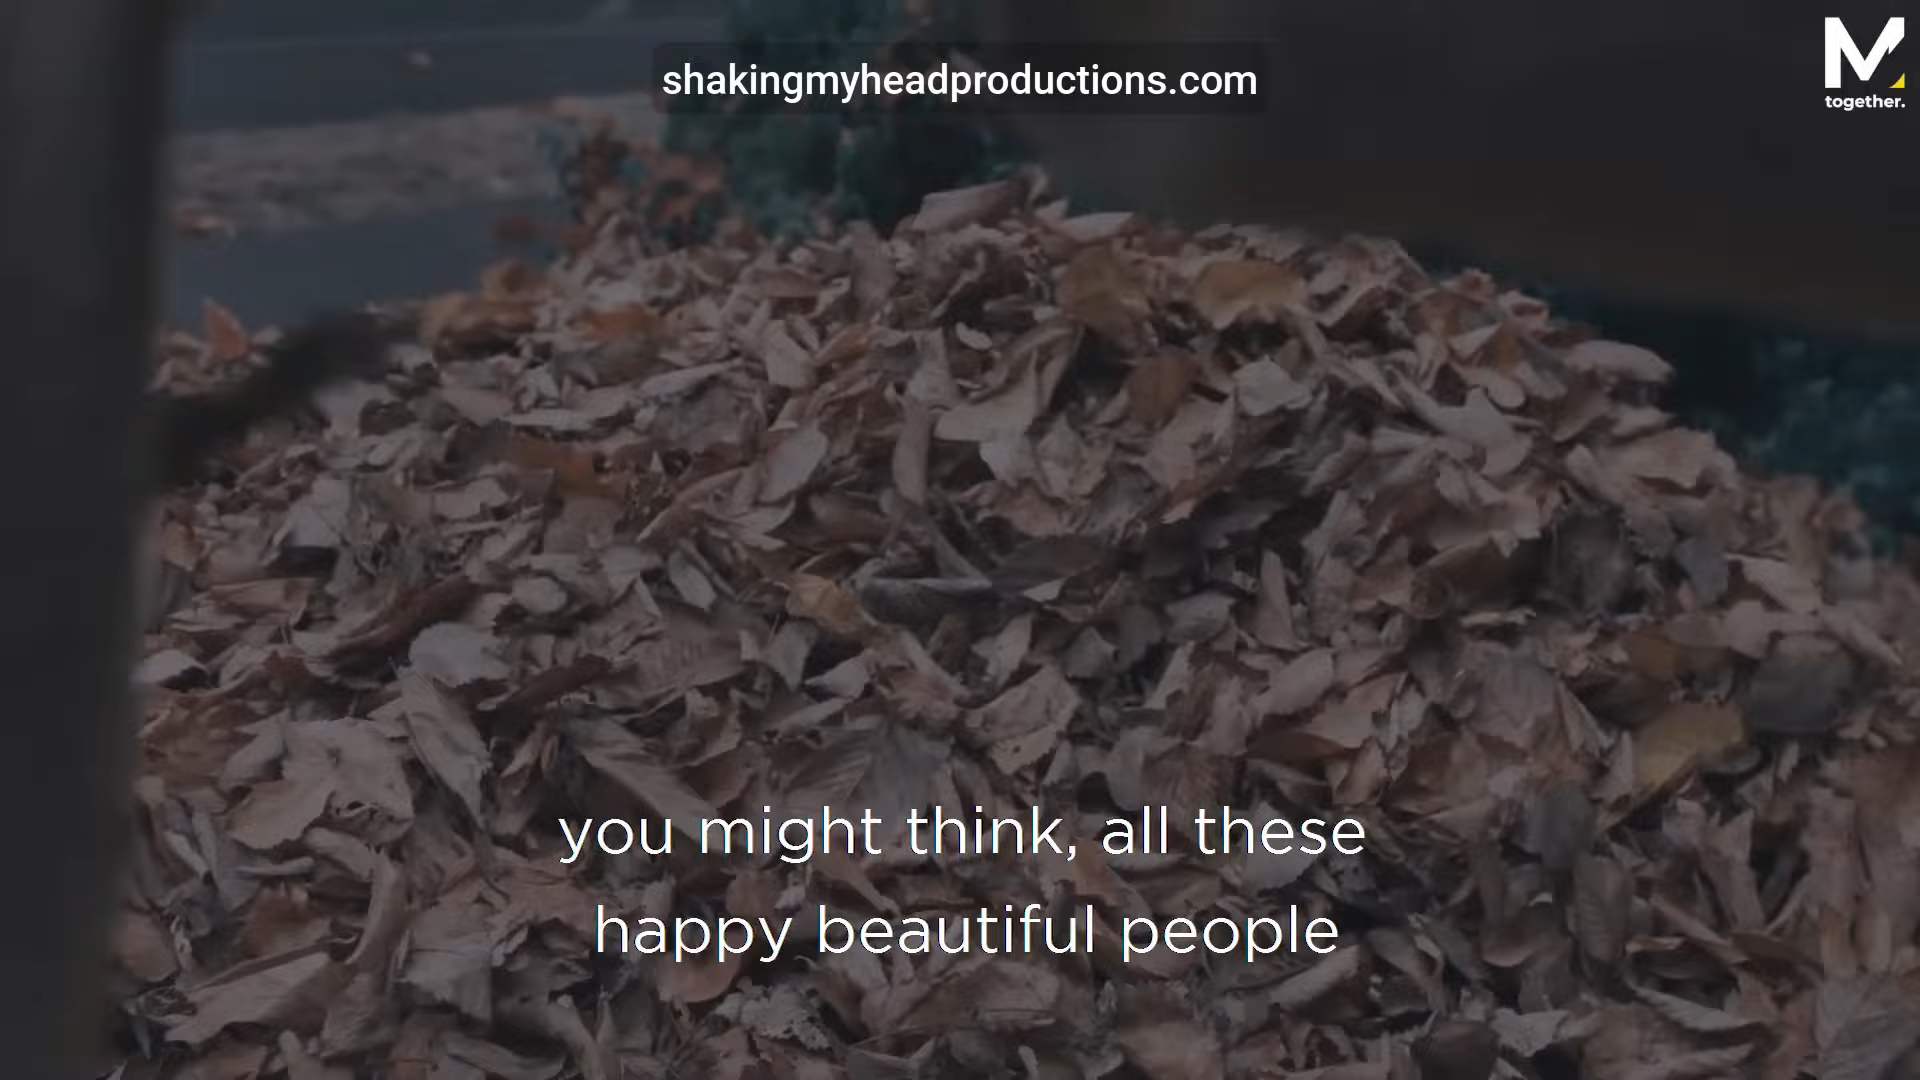 shakingmyheadproductions.com
M
together.
you might think, all these
happy beautiful people